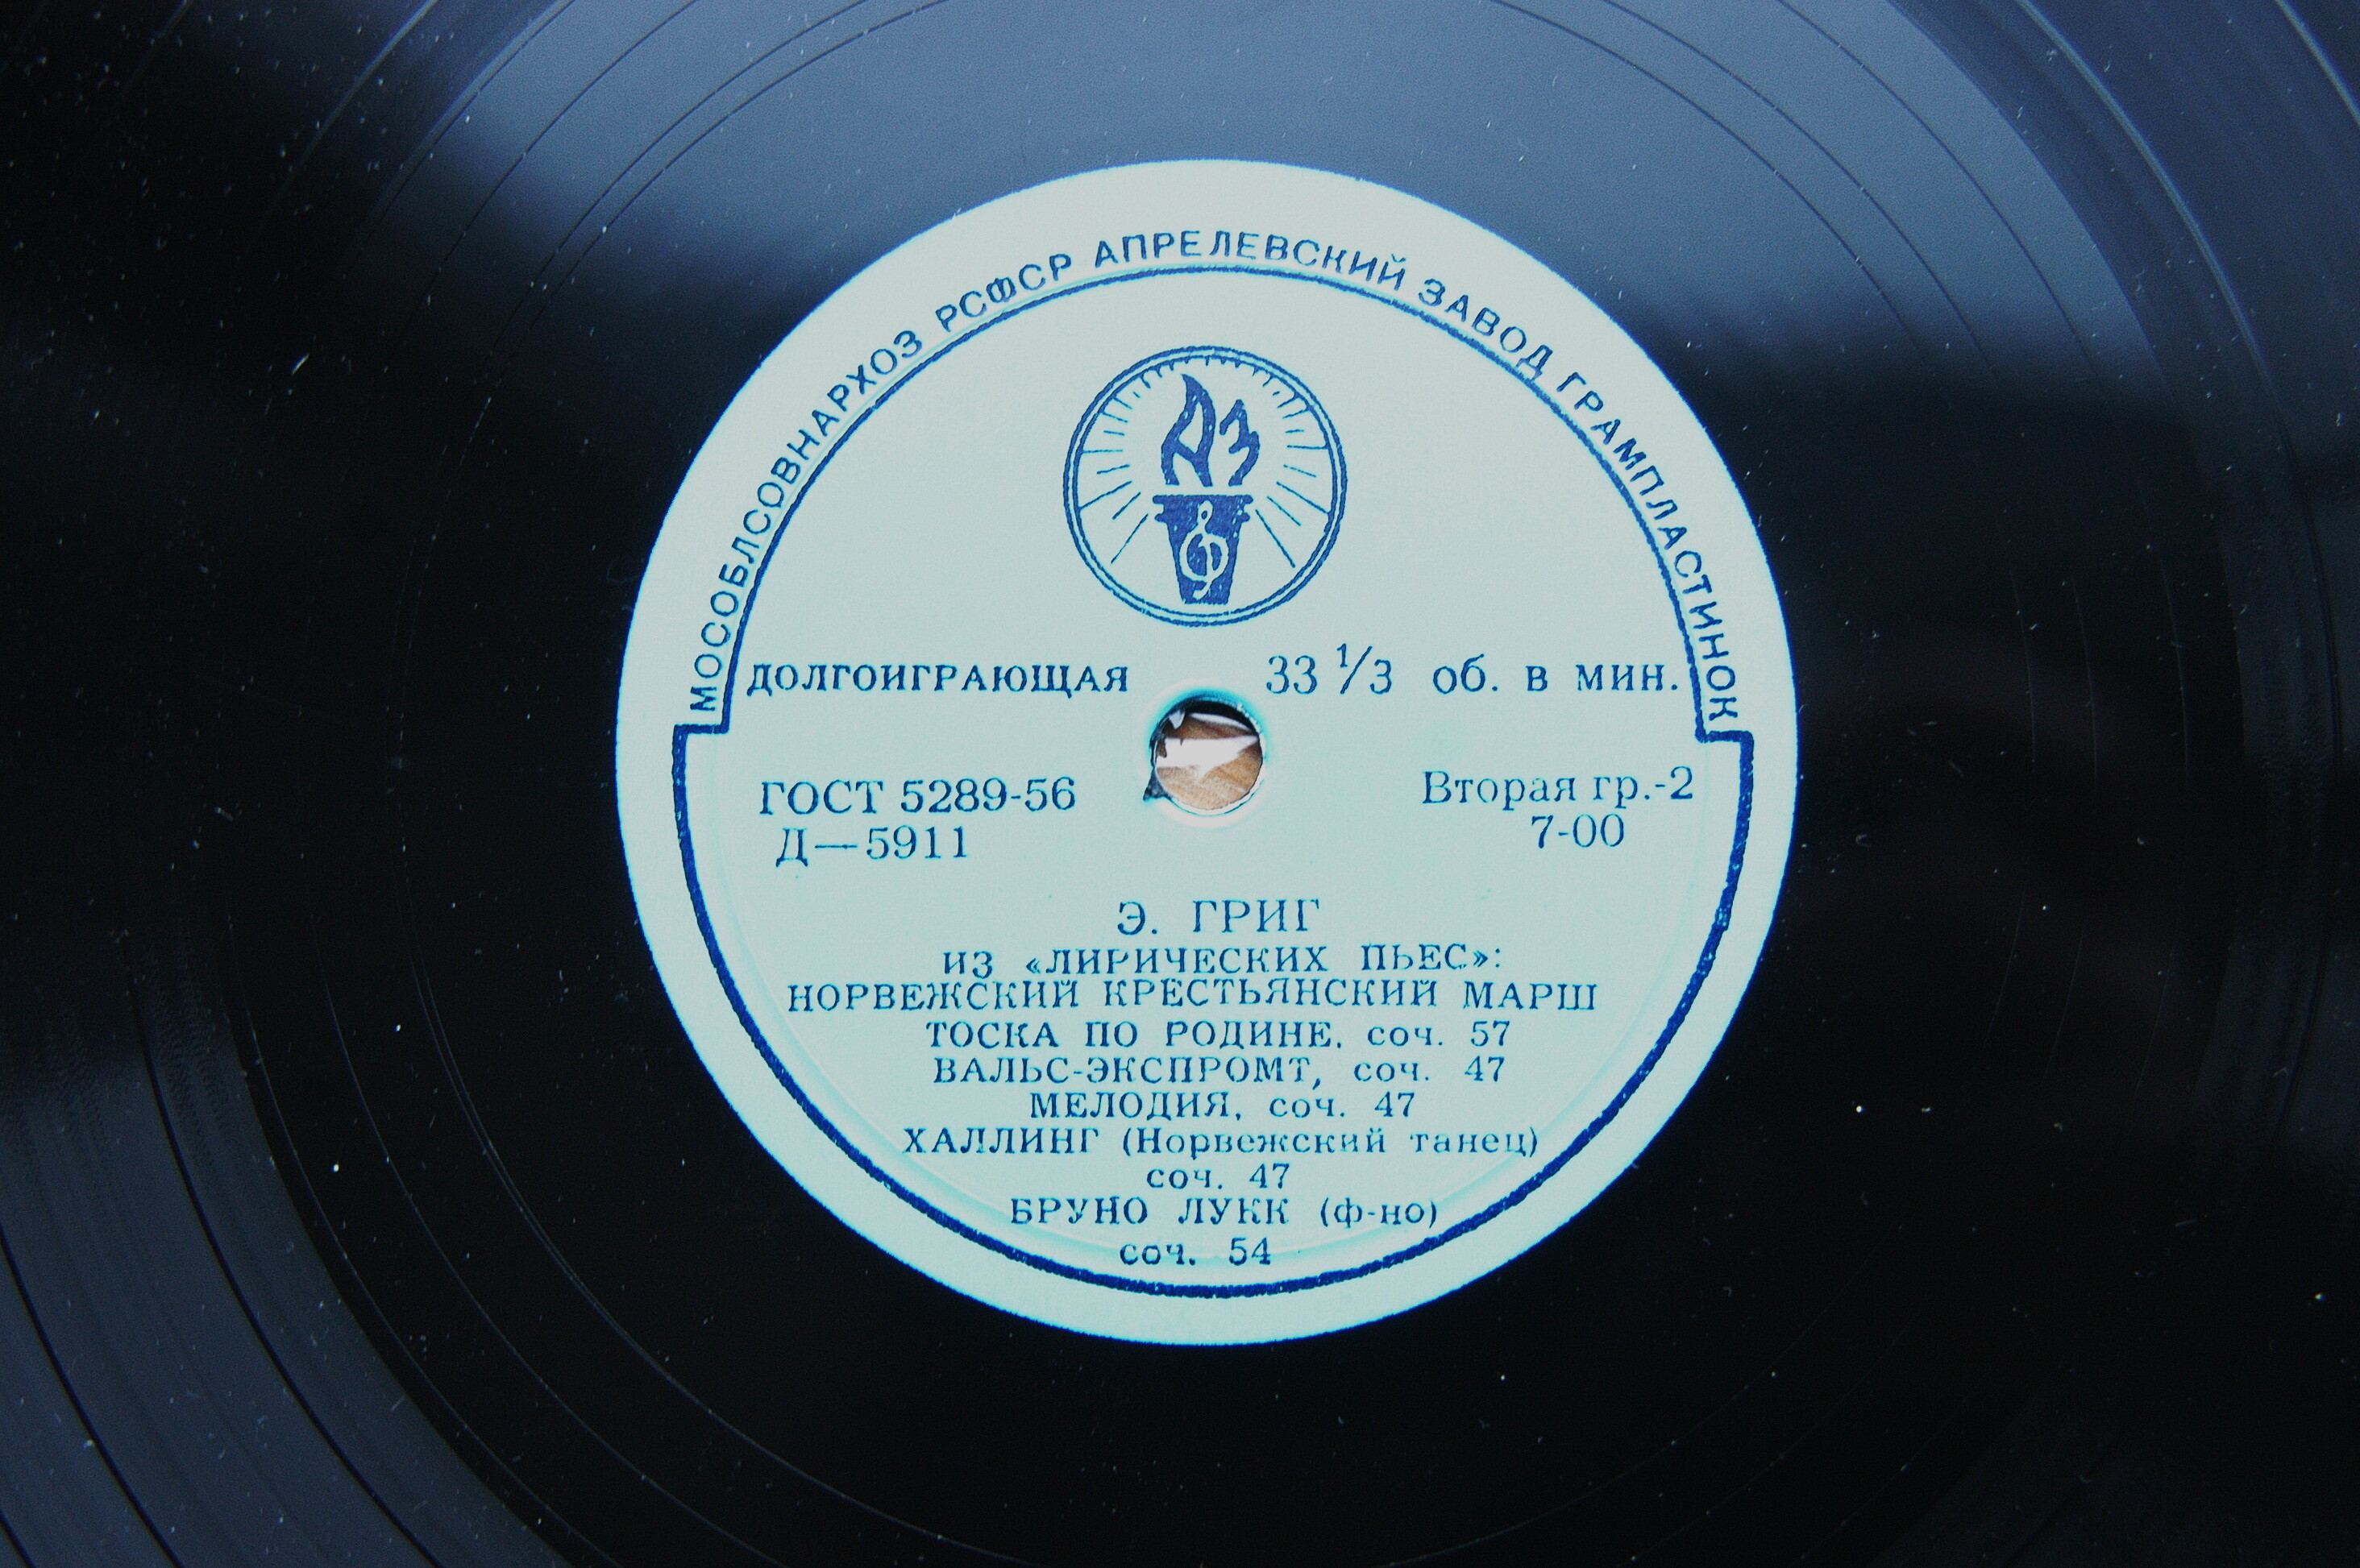 МОСОБЛСОВНАРХОЗ РСФСР АПРЕЛЕВСКИЙ ЗАВОД ГРАМПЛАСТИНОК
АЗ
ДОЛГОИГРАЮЩАЯ 33 1/3 об. в мин.
ГОСТ 5289-56 Вторая гр.-2
Д—5911 7-00
Э. ГРИГ
ИЗ «ЛИРИЧЕСКИХ ПЬЕС»:
НОРВЕЖСКИЙ КРЕСТЬЯНСКИЙ МАРШ
ТОСКА ПО РОДИНЕ, соч. 57
ВАЛЬС-ЭКСПРОМТ, соч. 47
МЕЛОДИЯ, соч. 47
ХАЛЛИНГ (Норвежский танец)
соч. 47
БРУНО ЛУКК (ф-но)
соч. 54